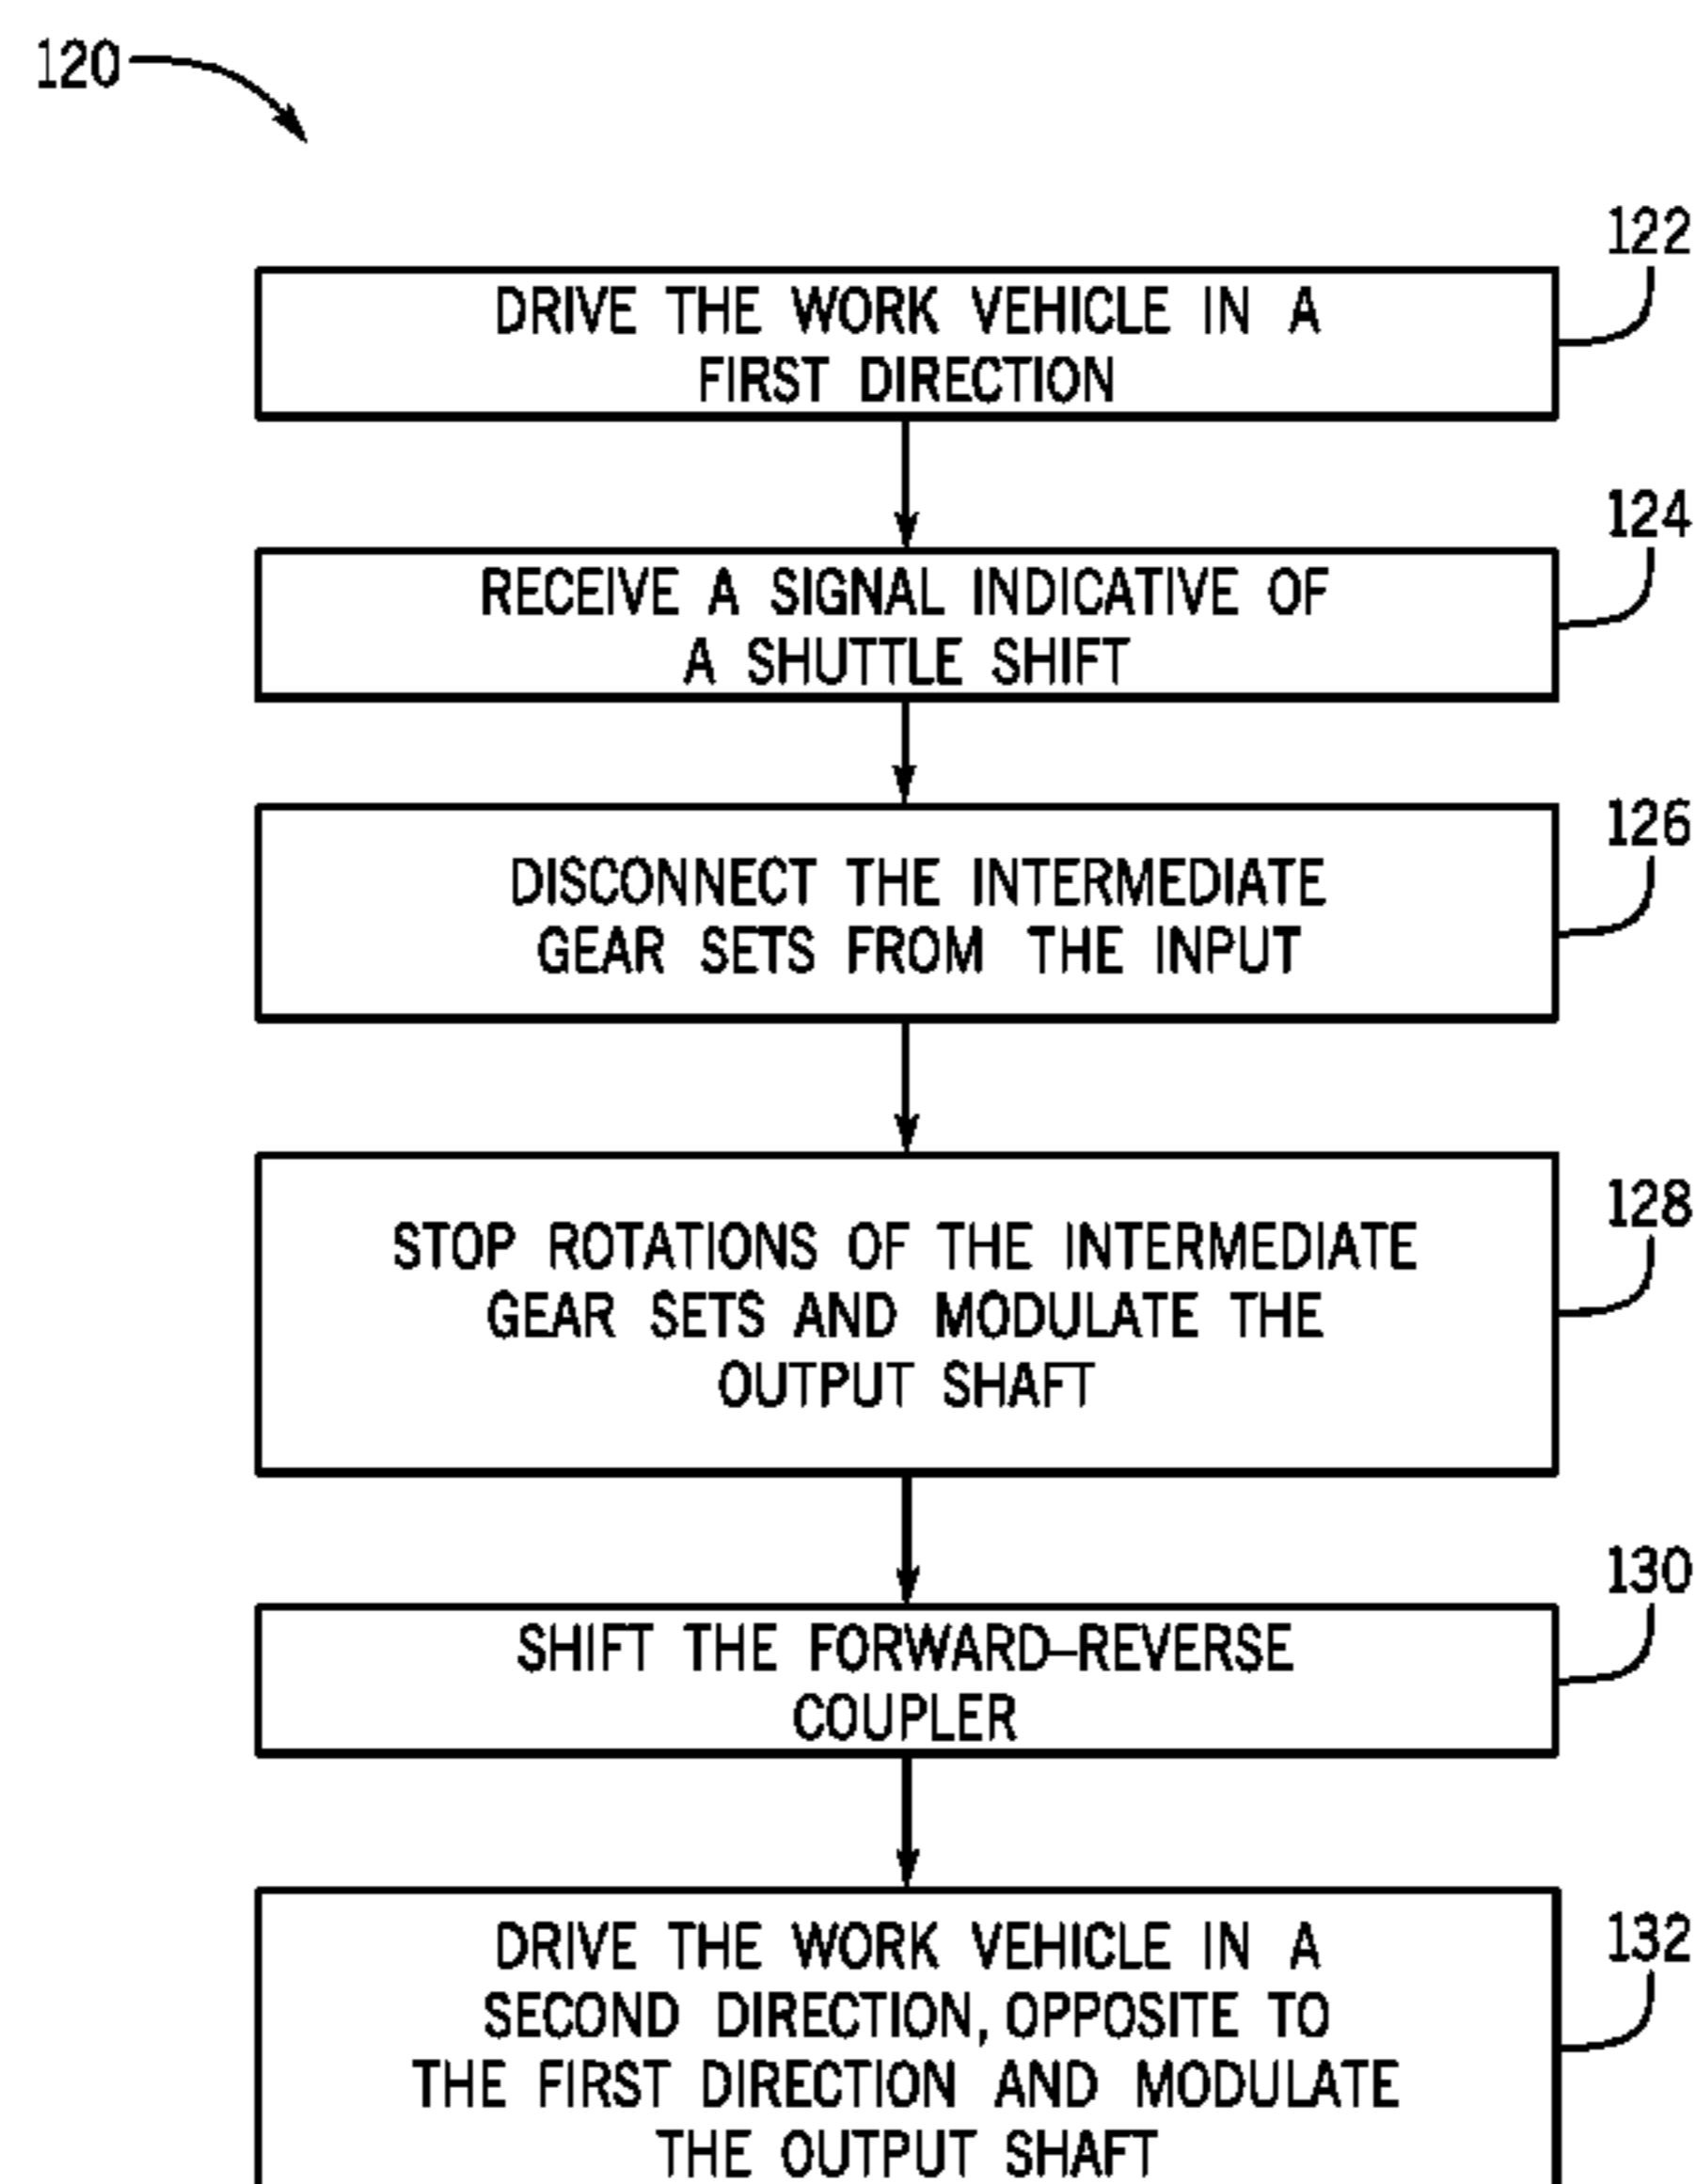 120
122
DRIVE THE WORK VEHICLE IN A
FIRST DIRECTION
124
RECEIVE A SIGNAL INDICATIVE OF
A SHUTTLE SHIFT
126
DISCONNECT THE INTERMEDIATE
GEAR SETS FROM THE INPUT
128
STOP ROTATIONS OF THE INTERMEDIATE
GEAR SETS AND MODULATE THE
OUTPUT SHAFT
130
SHIFT THE FORWARD–REVERSE
COUPLER
132
DRIVE THE WORK VEHICLE IN A
SECOND DIRECTION, OPPOSITE TO
THE FIRST DIRECTION AND MODULATE
THE OUTPUT SHAFT